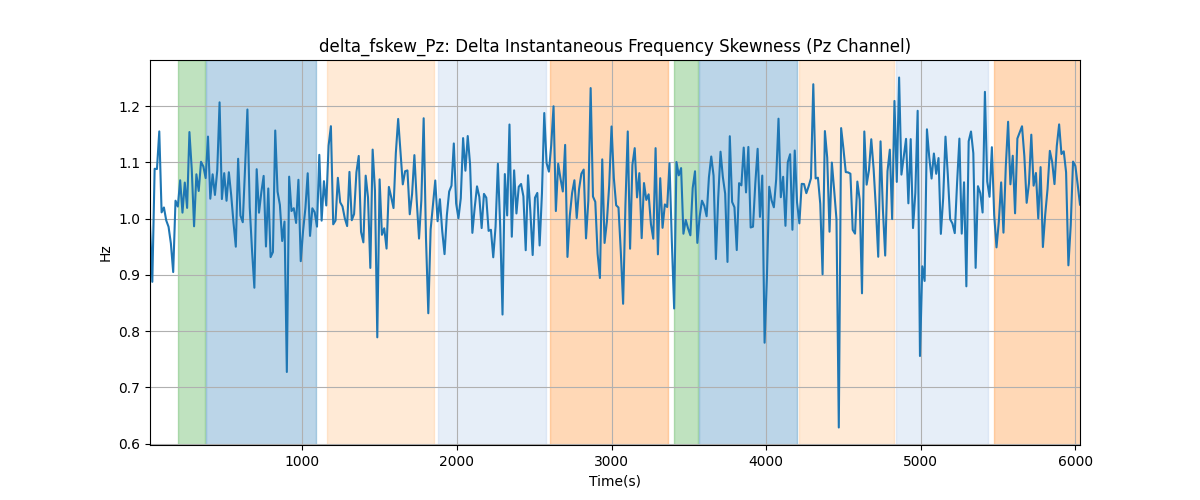 delta_fskew_Pz: Delta Instantaneous Frequency Skewness (Pz Channel)
1.2
1.1
1.0
0.9
0.8
0.7
0.6
Hz
1000 2000 3000 4000 5000 6000
Time(s)